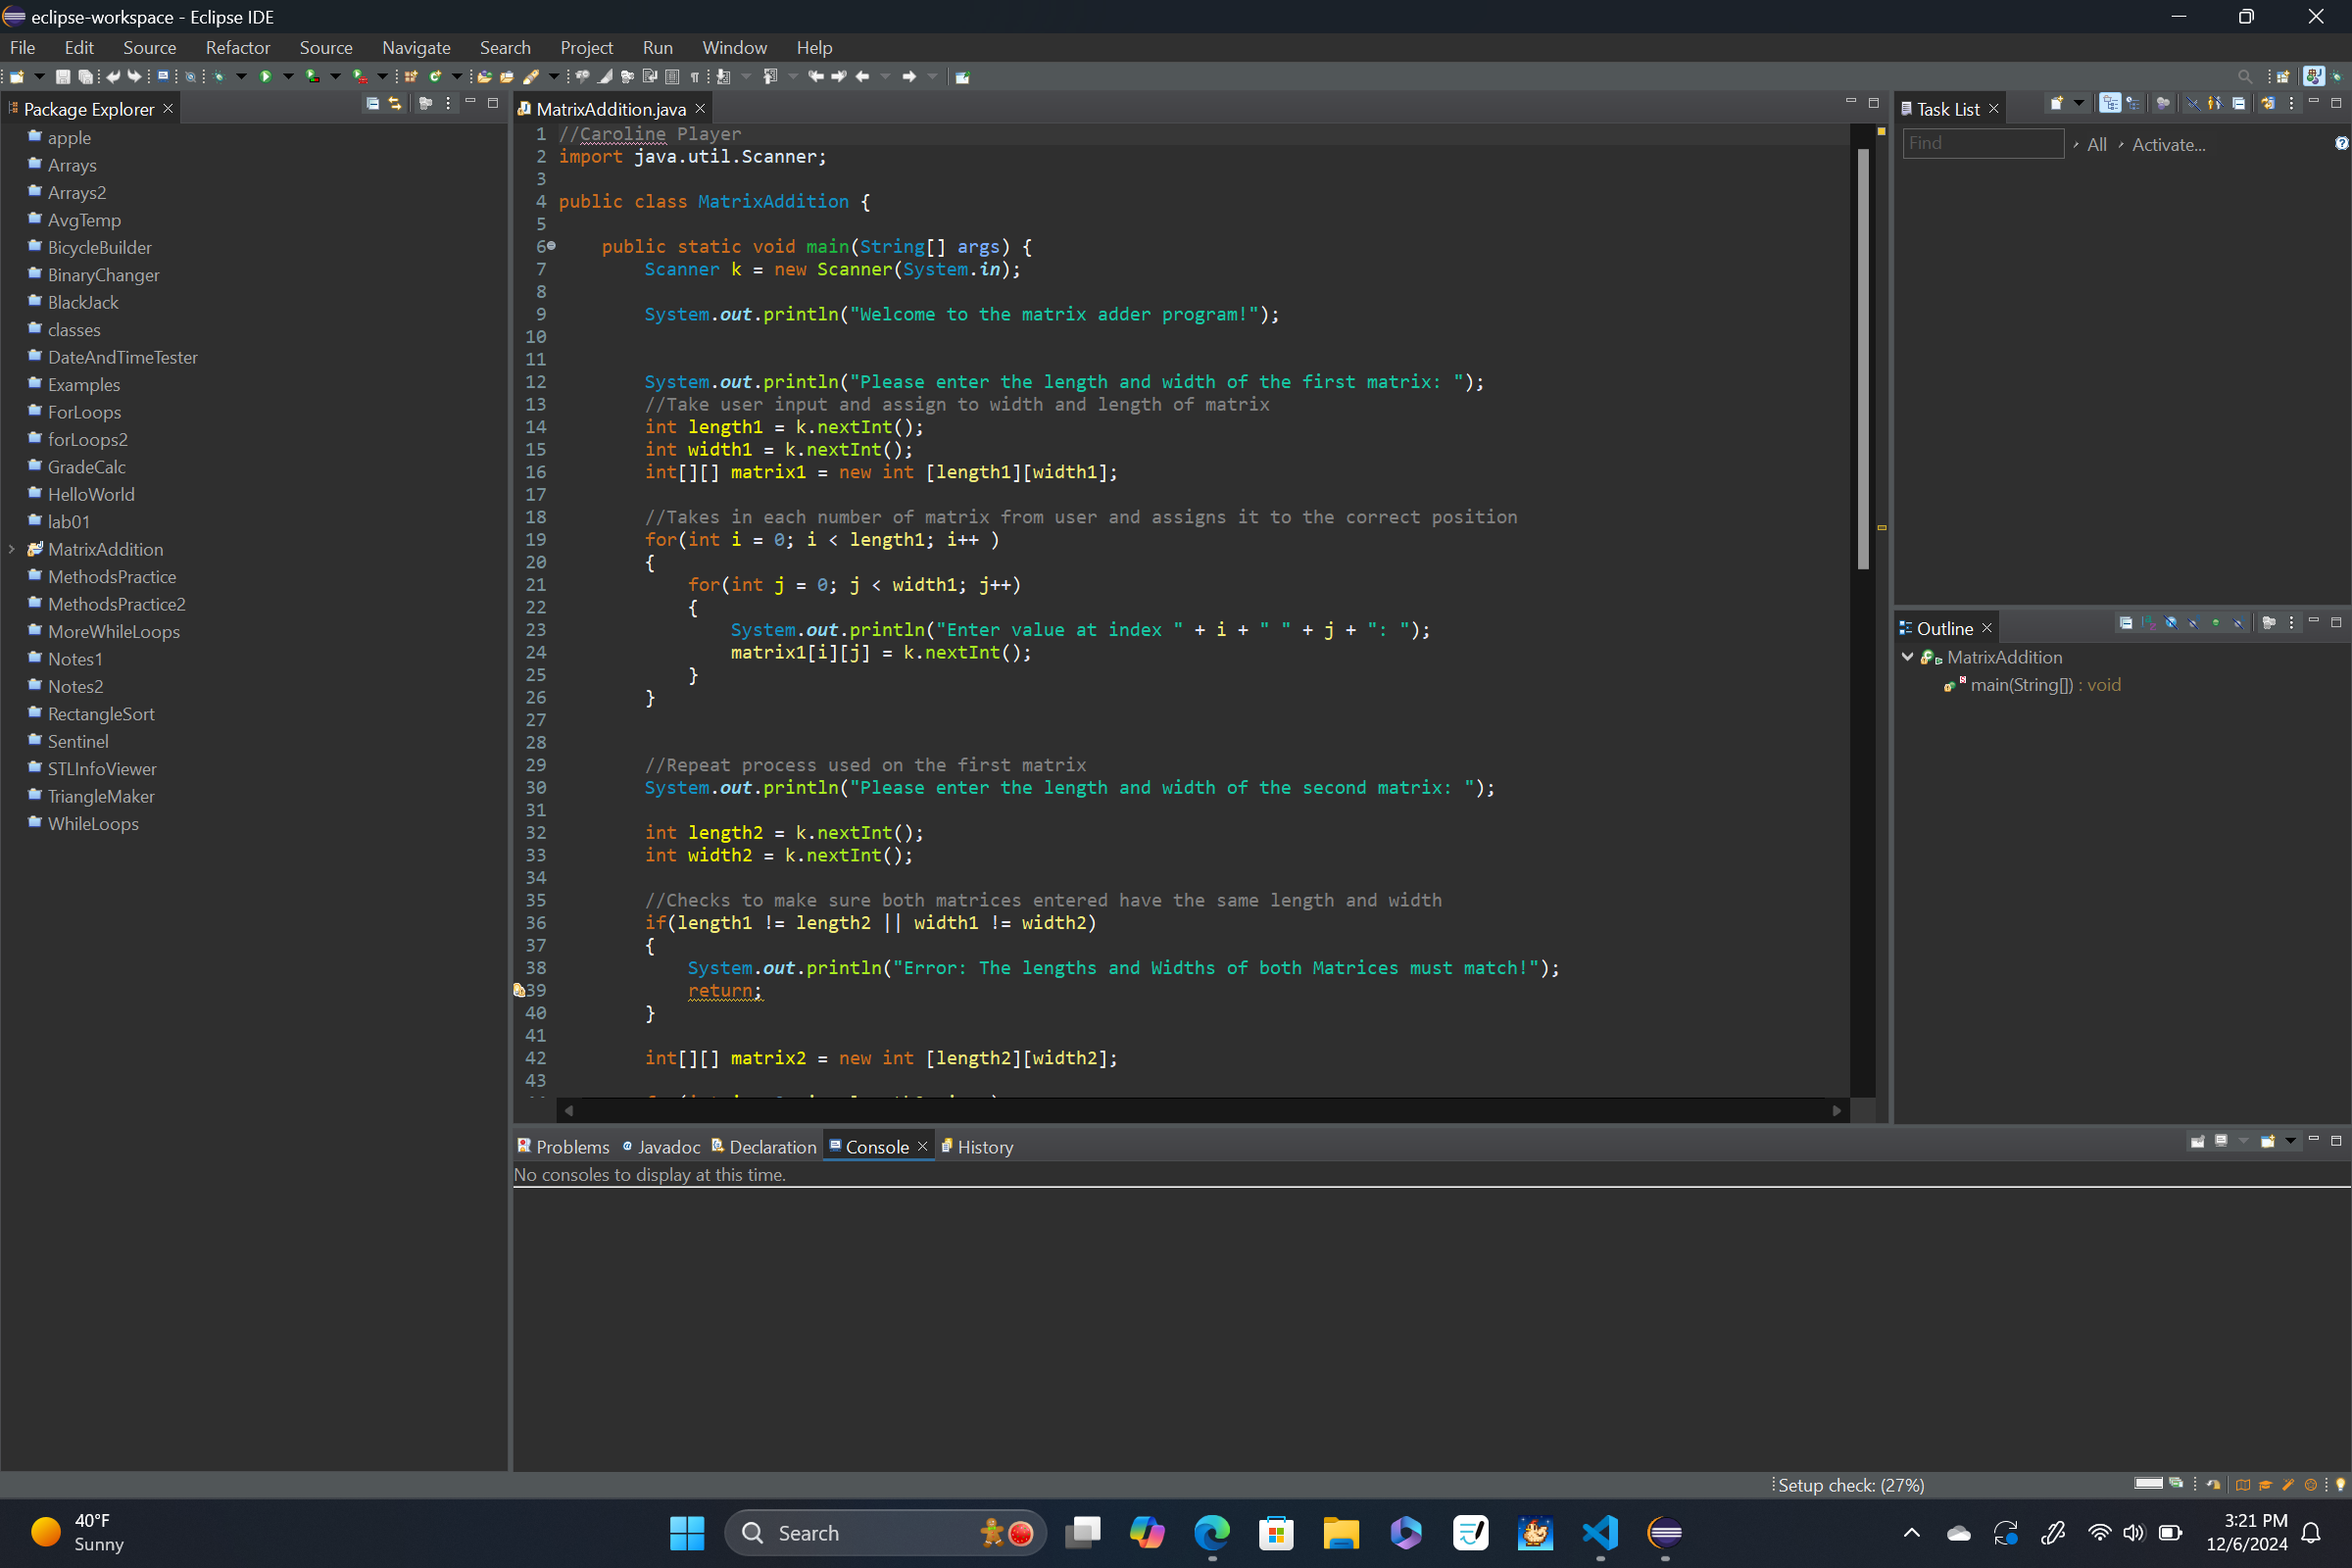 eclipse-workspace - Eclipse IDE
File Edit Source Refactor Source Navigate Search Project Run Window Help
Package Explorer
apple
Arrays
Arrays2
AvgTemp
BicycleBuilder
BinaryChanger
BlackJack
classes
DateAndTimeTester
Examples
ForLoops
forLoops2
GradeCalc
HelloWorld
lab01
MatrixAddition
MethodsPractice
MethodsPractice2
MoreWhileLoops
Notes1
Notes2
RectangleSort
Sentinel
STLInfoViewer
TriangleMaker
WhileLoops
MatrixAddition.java
1 //Caroline Player
2 import java.util.Scanner;
3
4 public class MatrixAddition {
5
6 public static void main(String[] args) {
7 Scanner k = new Scanner(System.in);
8
9 System.out.println("Welcome to the matrix adder program!");
10
11
12 System.out.println("Please enter the length and width of the first matrix: ");
13 //Take user input and assign to width and length of matrix
14 int length1 = k.nextInt();
15 int width1 = k.nextInt();
16 int[][] matrix1 = new int [length1][width1];
17
18 //Takes in each number of matrix from user and assigns it to the correct position
19 for(int i = 0; i < length1; i++ )
20 {
21 for(int j = 0; j < width1; j++)
22 {
23 System.out.println("Enter value at index " + i + " " + j + ": ");
24 matrix1[i][j] = k.nextInt();
25 }
26 }
27
28
29 //Repeat process used on the first matrix
30 System.out.println("Please enter the length and width of the second matrix: ");
31
32 int length2 = k.nextInt();
33 int width2 = k.nextInt();
34
35 //Checks to make sure both matrices entered have the same length and width
36 if(length1 != length2 || width1 != width2)
37 {
38 System.out.println("Error: The lengths and Widths of both Matrices must match!");
39 return;
40 }
41
42 int[][] matrix2 = new int [length2][width2];
43
Task List
Find All Activate...
Outline
MatrixAddition
main(String[]) : void
Problems Javadoc Declaration Console History
No consoles to display at this time.
Setup check: (27%)
40°F
Sunny
Search
3:21 PM
12/6/2024